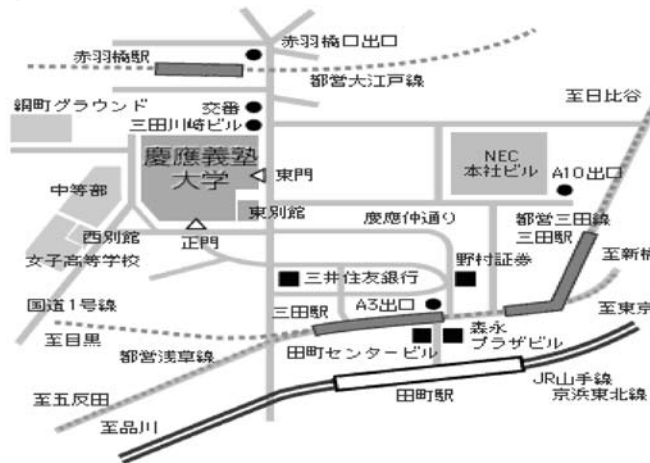 赤羽橋駅
赤羽橋口出口
都営大江戸線
綱町グラウンド
交番
三田川崎ビル
至日比谷
慶應義塾
大学
東門
NEC
本社ビル
A10出口
中等部
東別館
慶應仲通り
都営三田線
三田駅
西別館
正門
女子高等学校
三井住友銀行
野村証券
至新橋
国道1号線
三田駅
A3出口
至東京
至目黒
都営浅草線
田町センタービル
森永
プラザビル
至五反田
田町駅
JR山手線
京浜東北線
至品川